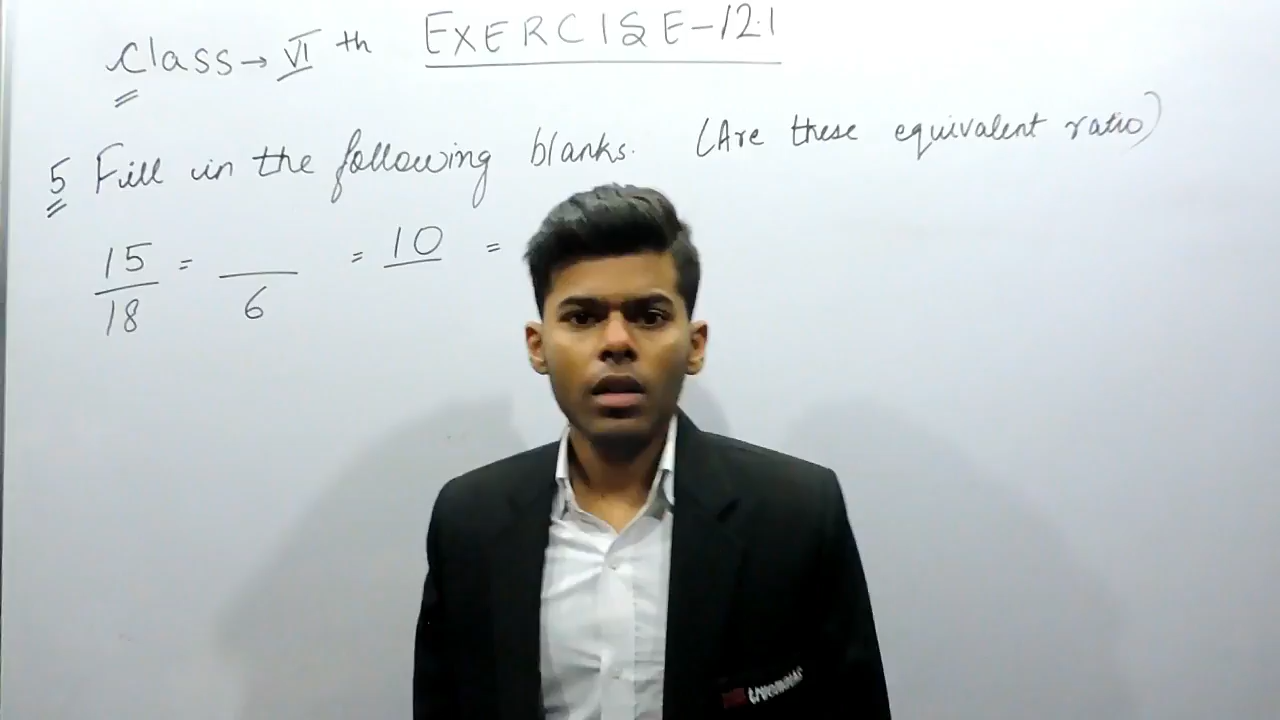 Class → VI th EXERCISE-12.1
5 Fill in the following blanks. (Are these equivalent ratio)
15/18 = __/6 = 10/ =